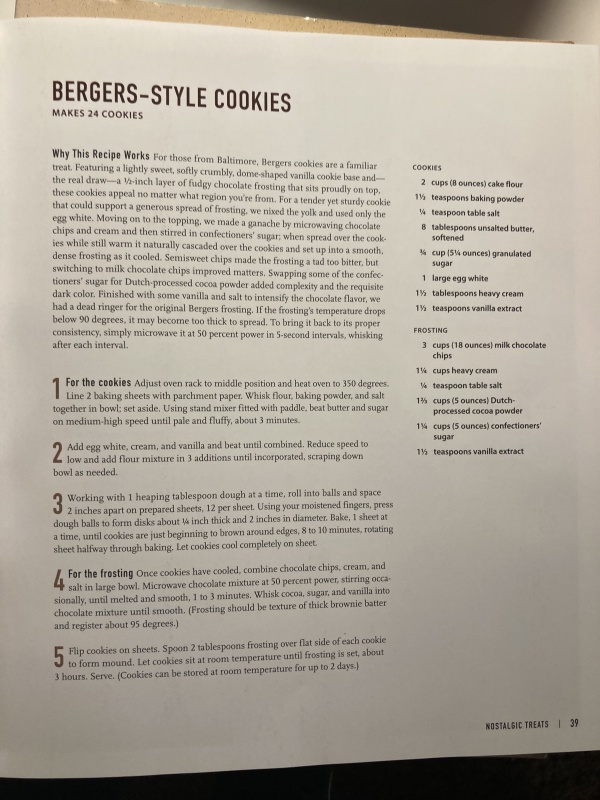 BERGERS-STYLE COOKIES
MAKES 24 COOKIES
Why This Recipe Works For those from Baltimore, Bergers cookies are a familiar
treat. Featuring a lightly sweet, softly crumbly, dome-shaped vanilla cookie base and—
the real draw—a ½-inch layer of fudgy chocolate frosting that sits proudly on top,
these cookies appeal no matter what region you're from. For a tender yet sturdy cookie
that could support a generous spread of frosting, we nixed the yolk and used only the
egg white. Moving on to the topping, we made a ganache by microwaving chocolate
chips and cream and then stirred in confectioners' sugar; when spread over the cook-
ies while still warm it naturally cascaded over the cookies and set up into a smooth,
dense frosting as it cooled. Semisweet chips made the frosting a tad too bitter, but
switching to milk chocolate chips improved matters. Swapping some of the confec-
tioners' sugar for Dutch-processed cocoa powder added complexity and the requisite
dark color. Finished with some vanilla and salt to intensify the chocolate flavor, we
had a dead ringer for the original Bergers frosting. If the frosting's temperature drops
below 90 degrees, it may become too thick to spread. To bring it back to its proper
consistency, simply microwave it at 50 percent power in 5-second intervals, whisking
after each interval.
1 For the cookies Adjust oven rack to middle position and heat oven to 350 degrees.
Line 2 baking sheets with parchment paper. Whisk flour, baking powder, and salt
together in bowl; set aside. Using stand mixer fitted with paddle, beat butter and sugar
on medium-high speed until pale and fluffy, about 3 minutes.
2 Add egg white, cream, and vanilla and beat until combined. Reduce speed to
low and add flour mixture in 3 additions until incorporated, scraping down
bowl as needed.
3 Working with 1 heaping tablespoon dough at a time, roll into balls and space
2 inches apart on prepared sheets, 12 per sheet. Using your moistened fingers, press
dough balls to form disks about ¼ inch thick and 2 inches in diameter. Bake, 1 sheet at
a time, until cookies are just beginning to brown around edges, 8 to 10 minutes, rotating
sheet halfway through baking. Let cookies cool completely on sheet.
4 For the frosting Once cookies have cooled, combine chocolate chips, cream, and
salt in large bowl. Microwave chocolate mixture at 50 percent power, stirring occa-
sionally, until melted and smooth, 1 to 3 minutes. Whisk cocoa, sugar, and vanilla into
chocolate mixture until smooth. (Frosting should be texture of thick brownie batter
and register about 95 degrees.)
5 Flip cookies on sheets. Spoon 2 tablespoons frosting over flat side of each cookie
to form mound. Let cookies sit at room temperature until frosting is set, about
3 hours. Serve. (Cookies can be stored at room temperature for up to 2 days.)
COOKIES
2 cups (8 ounces) cake flour
1½ teaspoons baking powder
¼ teaspoon table salt
8 tablespoons unsalted butter,
softened
¾ cup (5¼ ounces) granulated
sugar
1 large egg white
1½ tablespoons heavy cream
1½ teaspoons vanilla extract
FROSTING
3 cups (18 ounces) milk chocolate
chips
1¼ cups heavy cream
¼ teaspoon table salt
1⅔ cups (5 ounces) Dutch-
processed cocoa powder
1¼ cups (5 ounces) confectioners'
sugar
1½ teaspoons vanilla extract
NOSTALGIC TREATS | 39